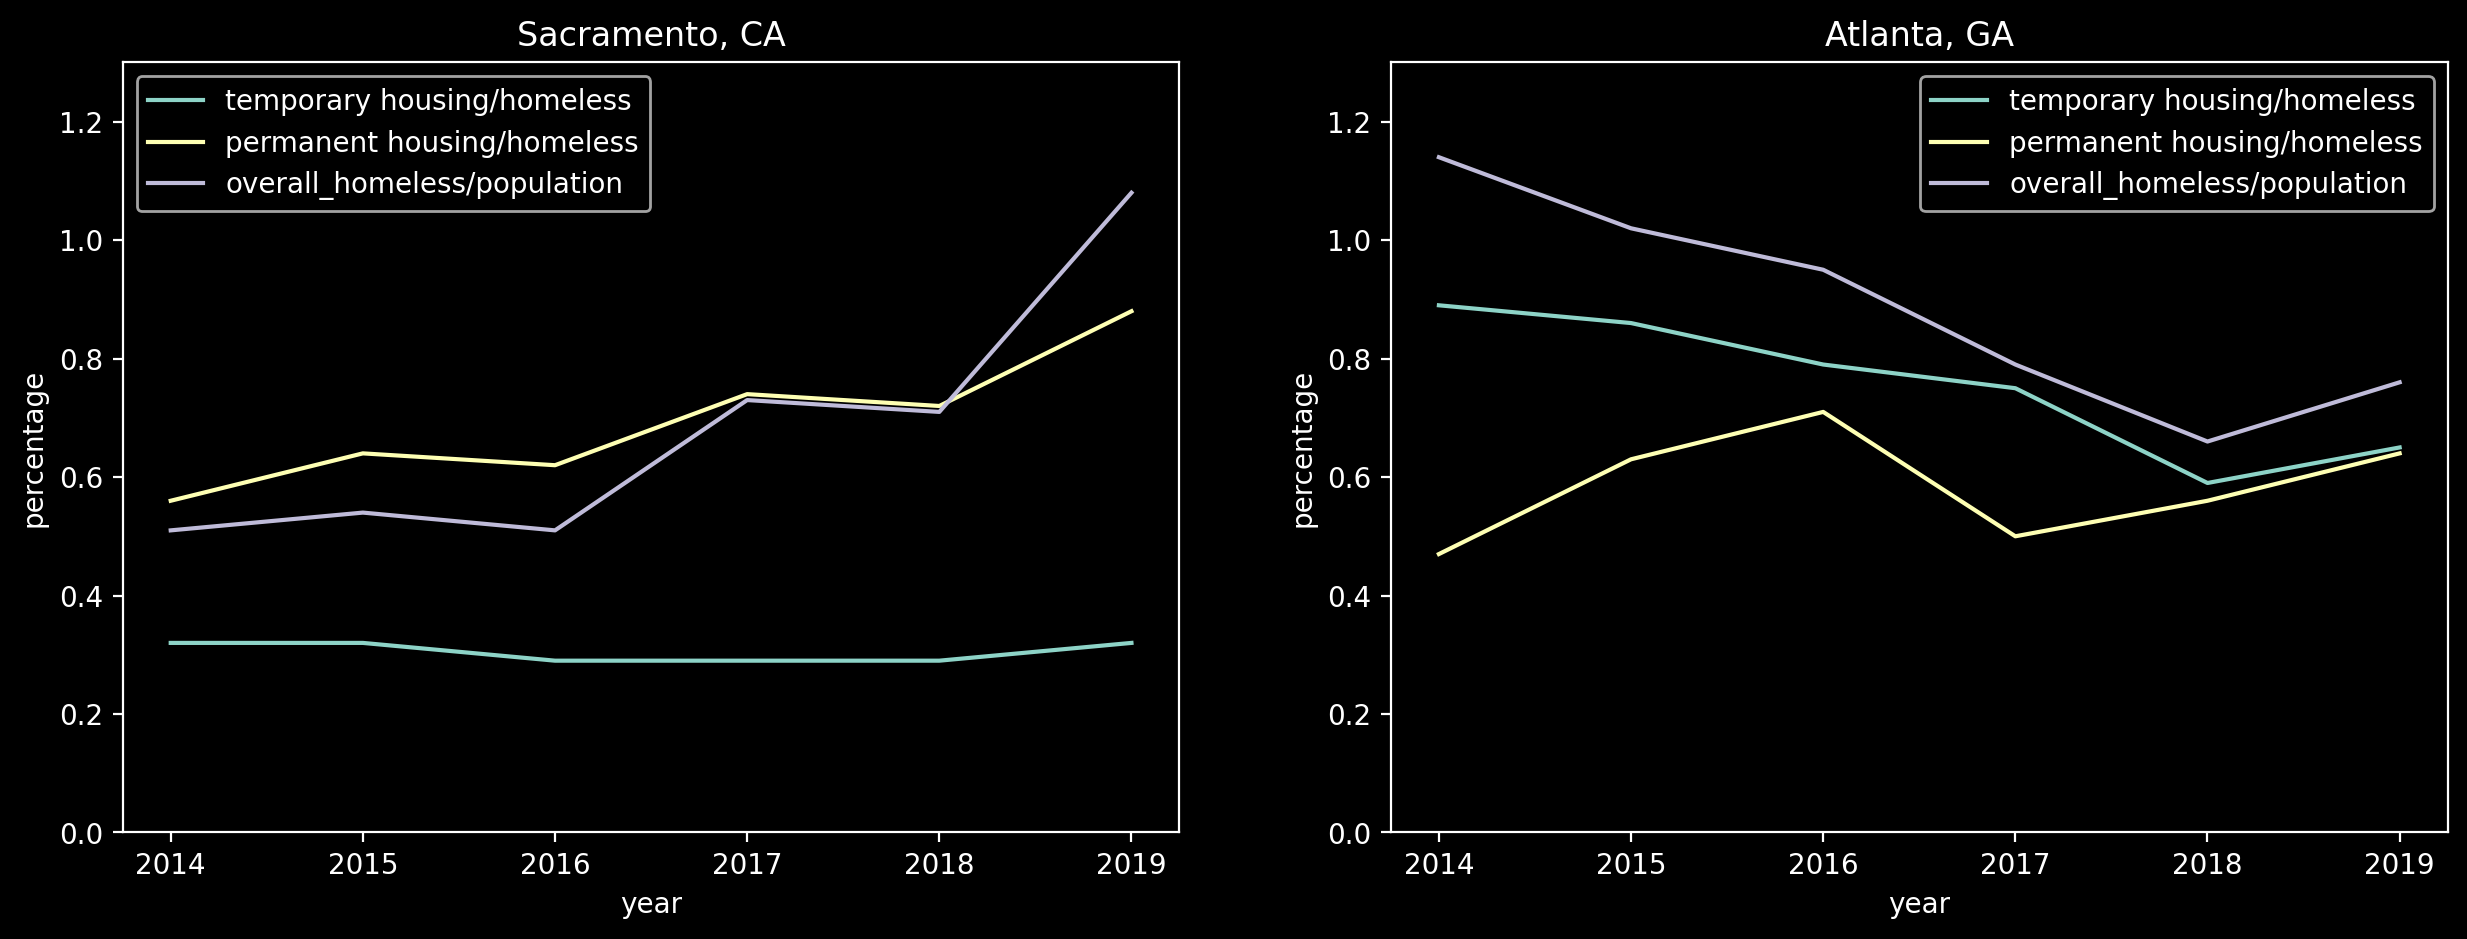 Sacramento, CA
temporary housing/homeless
permanent housing/homeless
overall_homeless/population
percentage
1.2
1.0
0.8
0.6
0.4
0.2
0.0
2014 2015 2016 2017 2018 2019
year
Atlanta, GA
temporary housing/homeless
permanent housing/homeless
overall_homeless/population
percentage
1.2
1.0
0.8
0.6
0.4
0.2
0.0
2014 2015 2016 2017 2018 2019
year